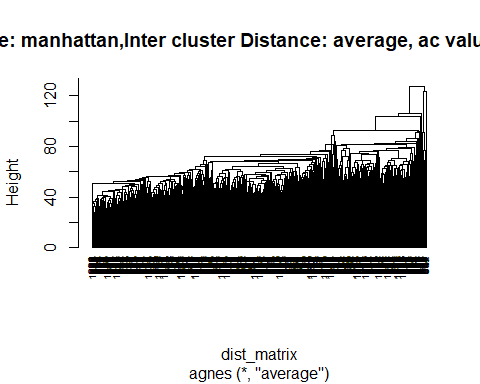 e: manhattan,Inter cluster Distance: average, ac valu
Height
120
80
40
0
dist_matrix
agnes (*, "average")